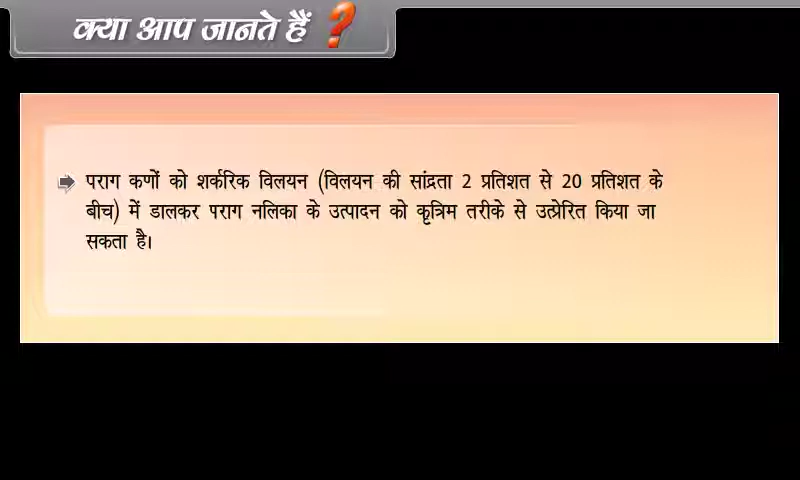 क्या आप जानते हैं ?
पराग कणों को शर्करिक विलयन (विलयन की सांद्रता 2 प्रतिशत से 20 प्रतिशत के
बीच) में डालकर पराग नलिका के उत्पादन को कृत्रिम तरीके से उत्प्रेरित किया जा
सकता है।